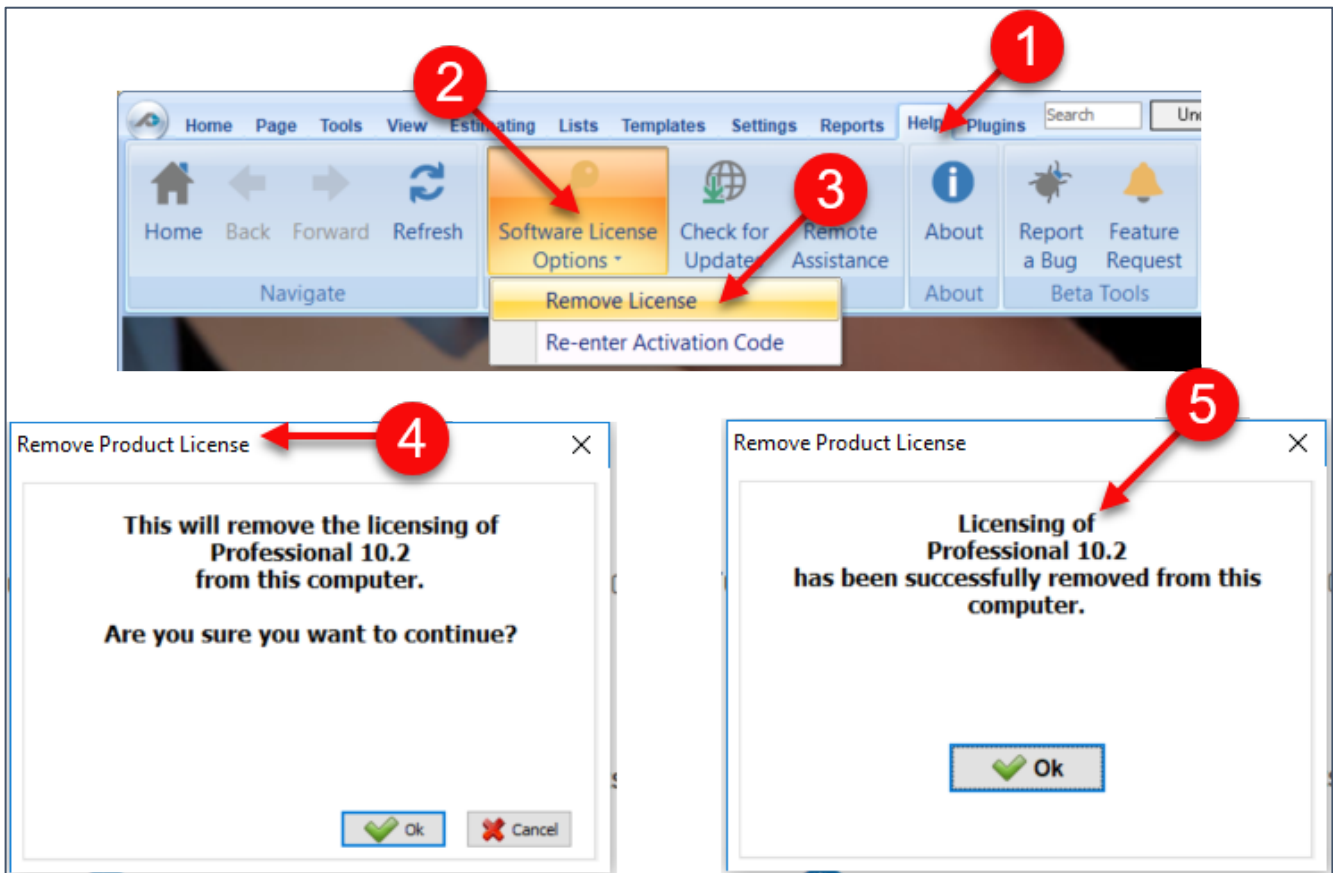 1
2
Home Page Tools View Estimating Lists Templates Settings Reports Help Plugins Search
3
Home Back Forward Refresh Software License Check for Remote About Report Feature
Options Updates Assistance a Bug Request
Navigate About Beta Tools
Remove License
Re-enter Activation Code
4
Remove Product License
This will remove the licensing of
Professional 10.2
from this computer.
Are you sure you want to continue?
Ok Cancel
5
Remove Product License
Licensing of
Professional 10.2
has been successfully removed from this
computer.
Ok